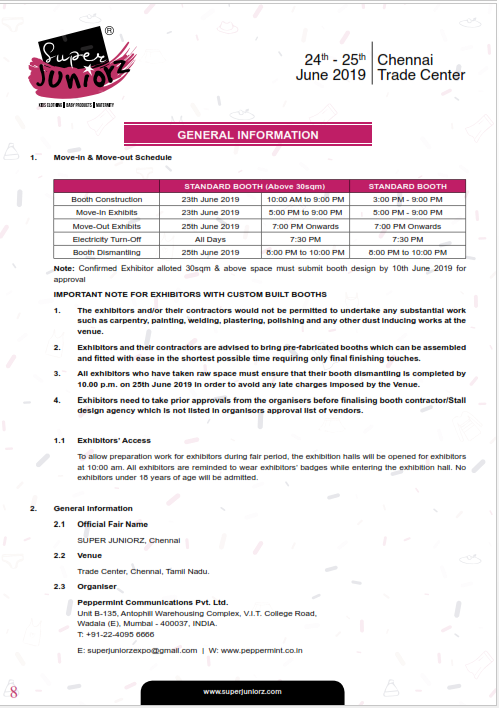 Super
Juniorz
®
KIDS CLOTHING | BABY PRODUCTS | MATERNITY
24th - 25th
June 2019
Chennai
Trade Center
GENERAL INFORMATION
1. Move-in & Move-out Schedule
STANDARD BOOTH (Above 30sqm) STANDARD BOOTH
Booth Construction 23th June 2019 10:00 AM to 9:00 PM 3:00 PM - 9:00 PM
Move-In Exhibits 23th June 2019 5:00 PM to 9:00 PM 5:00 PM - 9:00 PM
Move-Out Exhibits 25th June 2019 7:00 PM Onwards 7:00 PM Onwards
Electricity Turn-Off All Days 7:30 PM 7:30 PM
Booth Dismantling 25th June 2019 8:00 PM to 10:00 PM 8:00 PM to 10:00 PM
Note: Confirmed Exhibitor alloted 30sqm & above space must submit booth design by 10th June 2019 for
approval
IMPORTANT NOTE FOR EXHIBITORS WITH CUSTOM BUILT BOOTHS
1. The exhibitors and/or their contractors would not be permitted to undertake any substantial work
such as carpentry, painting, welding, plastering, polishing and any other dust inducing works at the
venue.
2. Exhibitors and their contractors are advised to bring pre-fabricated booths which can be assembled
and fitted with ease in the shortest possible time requiring only final finishing touches.
3. All exhibitors who have taken raw space must ensure that their booth dismantling is completed by
10.00 p.m. on 25th June 2019 in order to avoid any late charges imposed by the Venue.
4. Exhibitors need to take prior approvals from the organisers before finalising booth contractor/Stall
design agency which is not listed in organisors approval list of vendors.
1.1 Exhibitors' Access
To allow preparation work for exhibitors during fair period, the exhibition halls will be opened for exhibitors
at 10:00 am. All exhibitors are reminded to wear exhibitors' badges while entering the exhibition hall. No
exhibitors under 18 years of age will be admitted.
2. General Information
2.1 Official Fair Name
SUPER JUNIORZ, Chennai
2.2 Venue
Trade Center, Chennai, Tamil Nadu.
2.3 Organiser
Peppermint Communications Pvt. Ltd.
Unit B-135, Antophill Warehousing Complex, V.I.T. College Road,
Wadala (E), Mumbai - 400037, INDIA.
T: +91-22-4095 6666
E: superjuniorzexpo@gmail.com | W: www.peppermint.co.in
8
www.superjuniorz.com